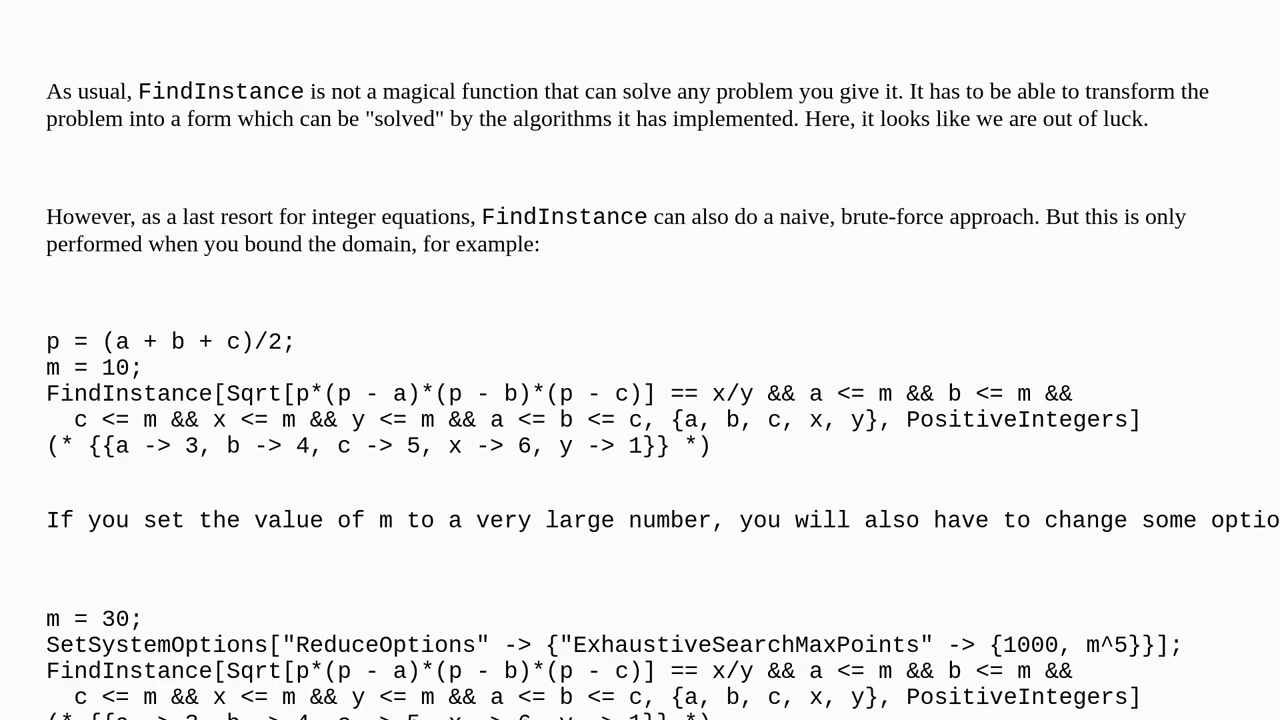 As usual, FindInstance is not a magical function that can solve any problem you give it. It has to be able to transform the
problem into a form which can be "solved" by the algorithms it has implemented. Here, it looks like we are out of luck.
However, as a last resort for integer equations, FindInstance can also do a naive, brute-force approach. But this is only
performed when you bound the domain, for example:
p = (a + b + c)/2;
m = 10;
FindInstance[Sqrt[p*(p - a)*(p - b)*(p - c)] == x/y && a <= m && b <= m &&
  c <= m && x <= m && y <= m && a <= b <= c, {a, b, c, x, y}, PositiveIntegers]
(* {{a -> 3, b -> 4, c -> 5, x -> 6, y -> 1}} *)
If you set the value of m to a very large number, you will also have to change some optio
m = 30;
SetSystemOptions["ReduceOptions" -> {"ExhaustiveSearchMaxPoints" -> {1000, m^5}}];
FindInstance[Sqrt[p*(p - a)*(p - b)*(p - c)] == x/y && a <= m && b <= m &&
  c <= m && x <= m && y <= m && a <= b <= c, {a, b, c, x, y}, PositiveIntegers]
(* {{a -> 3, b -> 4, c -> 5, x -> 6, y -> 1}} *)